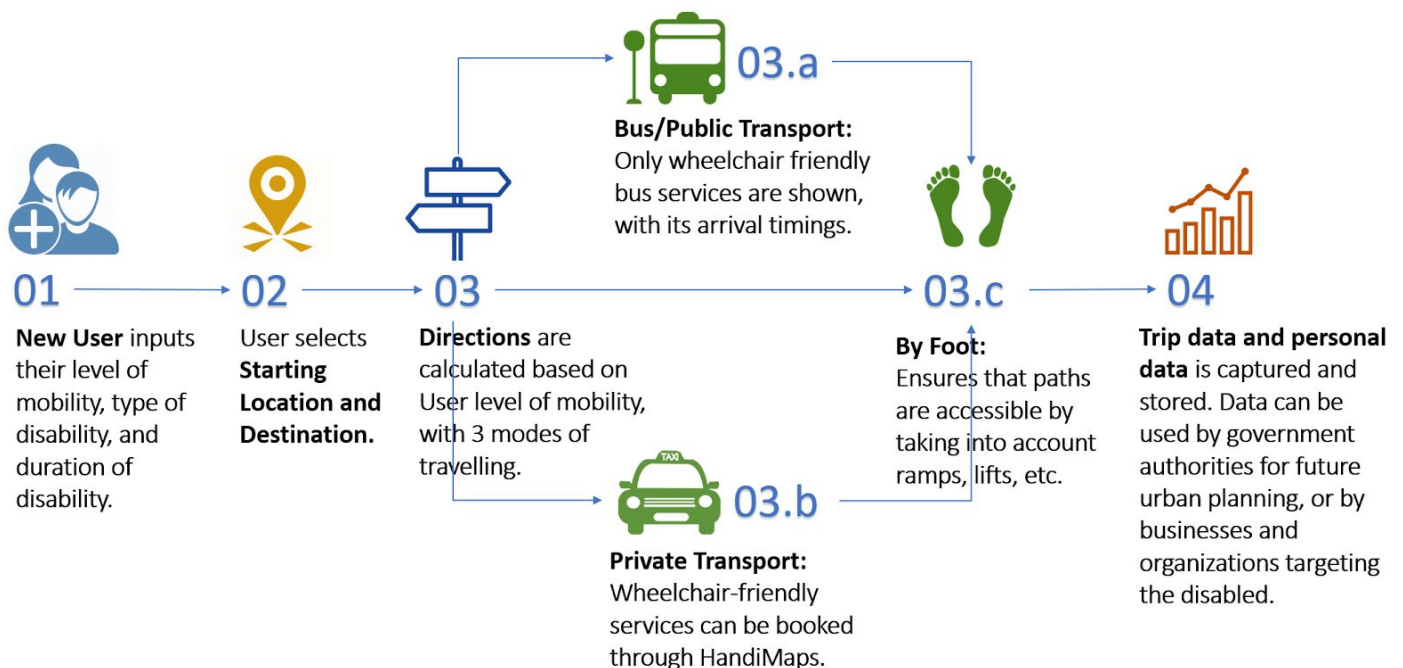 03.a
Bus/Public Transport:
Only wheelchair friendly
bus services are shown,
with its arrival timings.
01
New User inputs
their level of
mobility, type of
disability, and
duration of
disability.
02
User selects
Starting
Location and
Destination.
03
Directions are
calculated based on
User level of mobility,
with 3 modes of
travelling.
TAXI
03.b
Private Transport:
Wheelchair-friendly
services can be booked
through HandiMaps.
03.c
By Foot:
Ensures that paths
are accessible by
taking into account
ramps, lifts, etc.
04
Trip data and personal
data is captured and
stored. Data can be
used by government
authorities for future
urban planning, or by
businesses and
organizations targeting
the disabled.